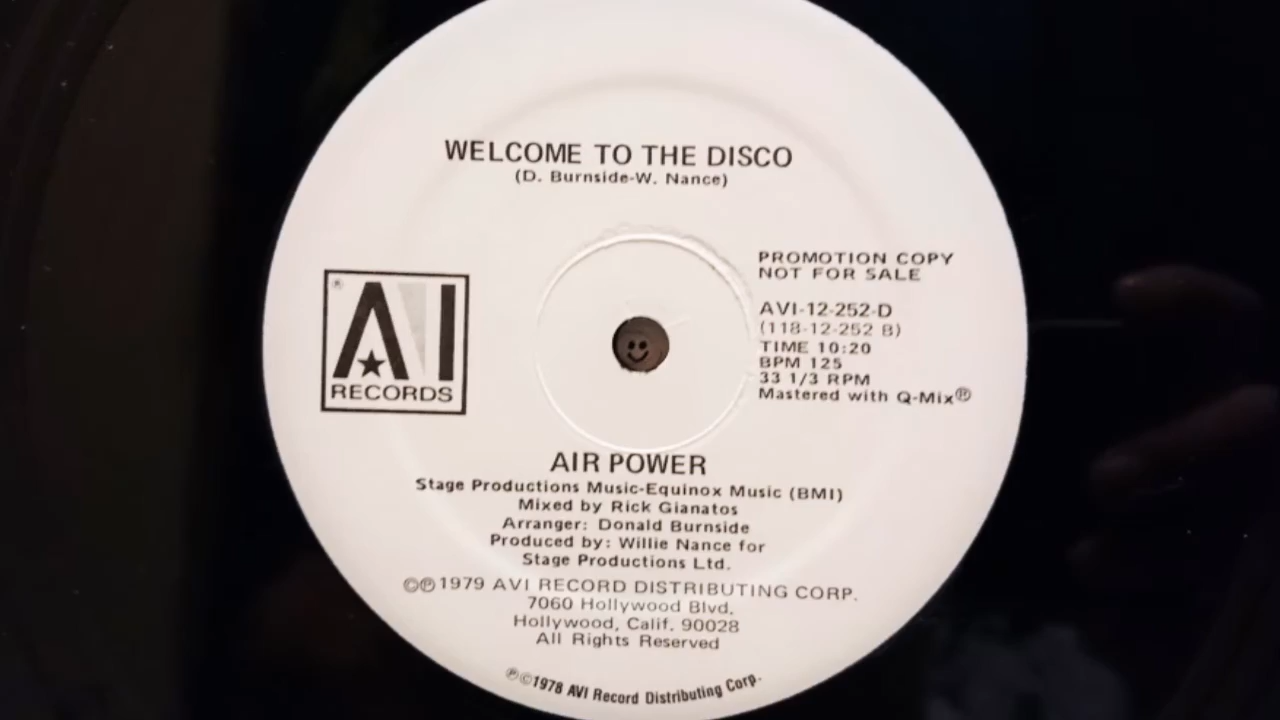 WELCOME TO THE DISCO
(D. Burnside-W. Nance)
PROMOTION COPY
NOT FOR SALE
AVI-12-252-D
(118-12-252 B)
TIME 10:20
BPM 125
33 1/3 RPM
Mastered with Q-Mix℗
® AVI
RECORDS
AIR POWER
Stage Productions Music-Equinox Music (BMI)
Mixed by Rick Gianatos
Arranger: Donald Burnside
Produced by: Willie Nance for
Stage Productions Ltd.
©℗1979 AVI RECORD DISTRIBUTING CORP.
7060 Hollywood Blvd.
Hollywood, Calif. 90028
All Rights Reserved
℗©1978 AVI Record Distributing Corp.